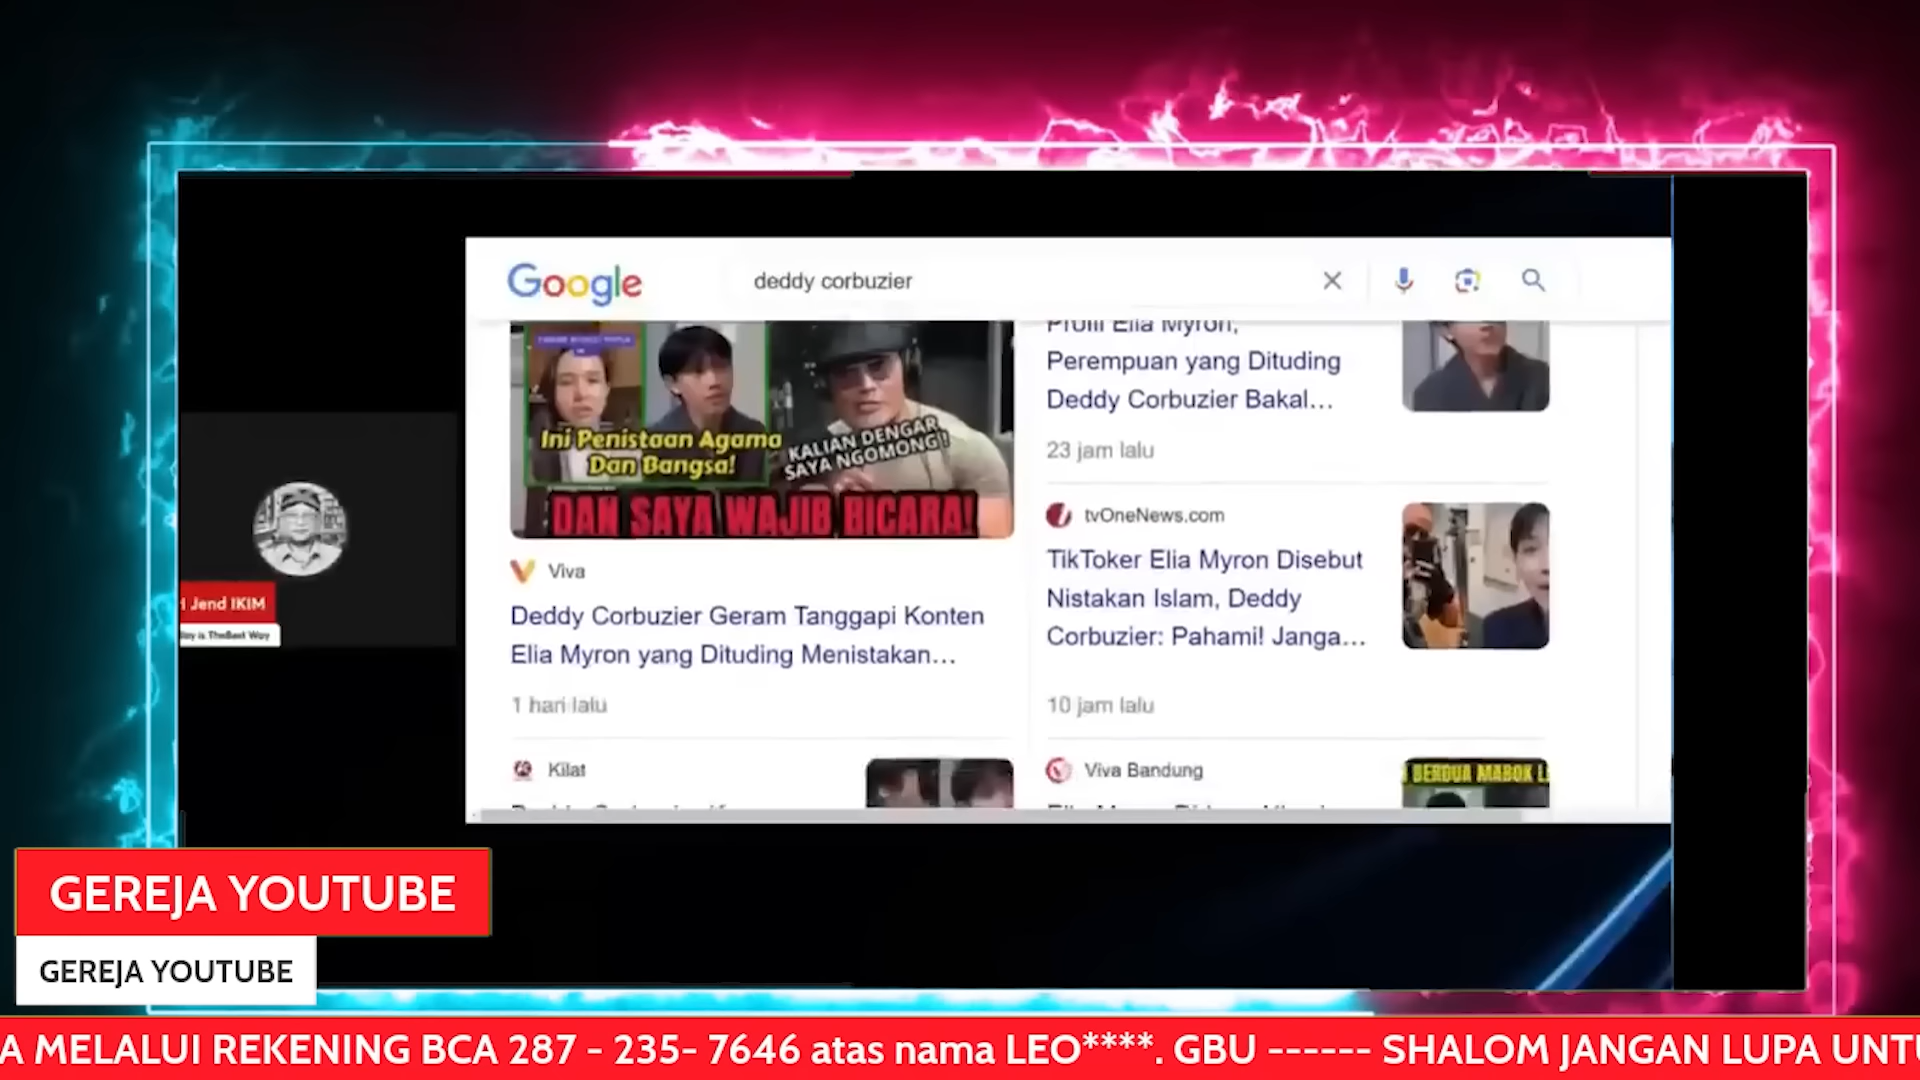 Google
deddy corbuzier
Ini Penistaan Agama
Dan Bangsa!
KALIAN DENGAR
SAYA NGOMONG!
DAN SAYA WAJIB BICARA!
Viva
Deddy Corbuzier Geram Tanggapi Konten
Elia Myron yang Dituding Menistakan...
1 hari lalu
Kilat
Profil Elia Myron,
Perempuan yang Dituding
Deddy Corbuzier Bakal...
23 jam lalu
tvOneNews.com
TikToker Elia Myron Disebut
Nistakan Islam, Deddy
Corbuzier: Pahami! Janga...
10 jam lalu
Viva Bandung
BERDUA MABOK
Jend IKIM
is TheBest Way
GEREJA YOUTUBE
GEREJA YOUTUBE
A MELALUI REKENING BCA 287 - 235- 7646 atas nama LEO****. GBU ------ SHALOM JANGAN LUPA UNT